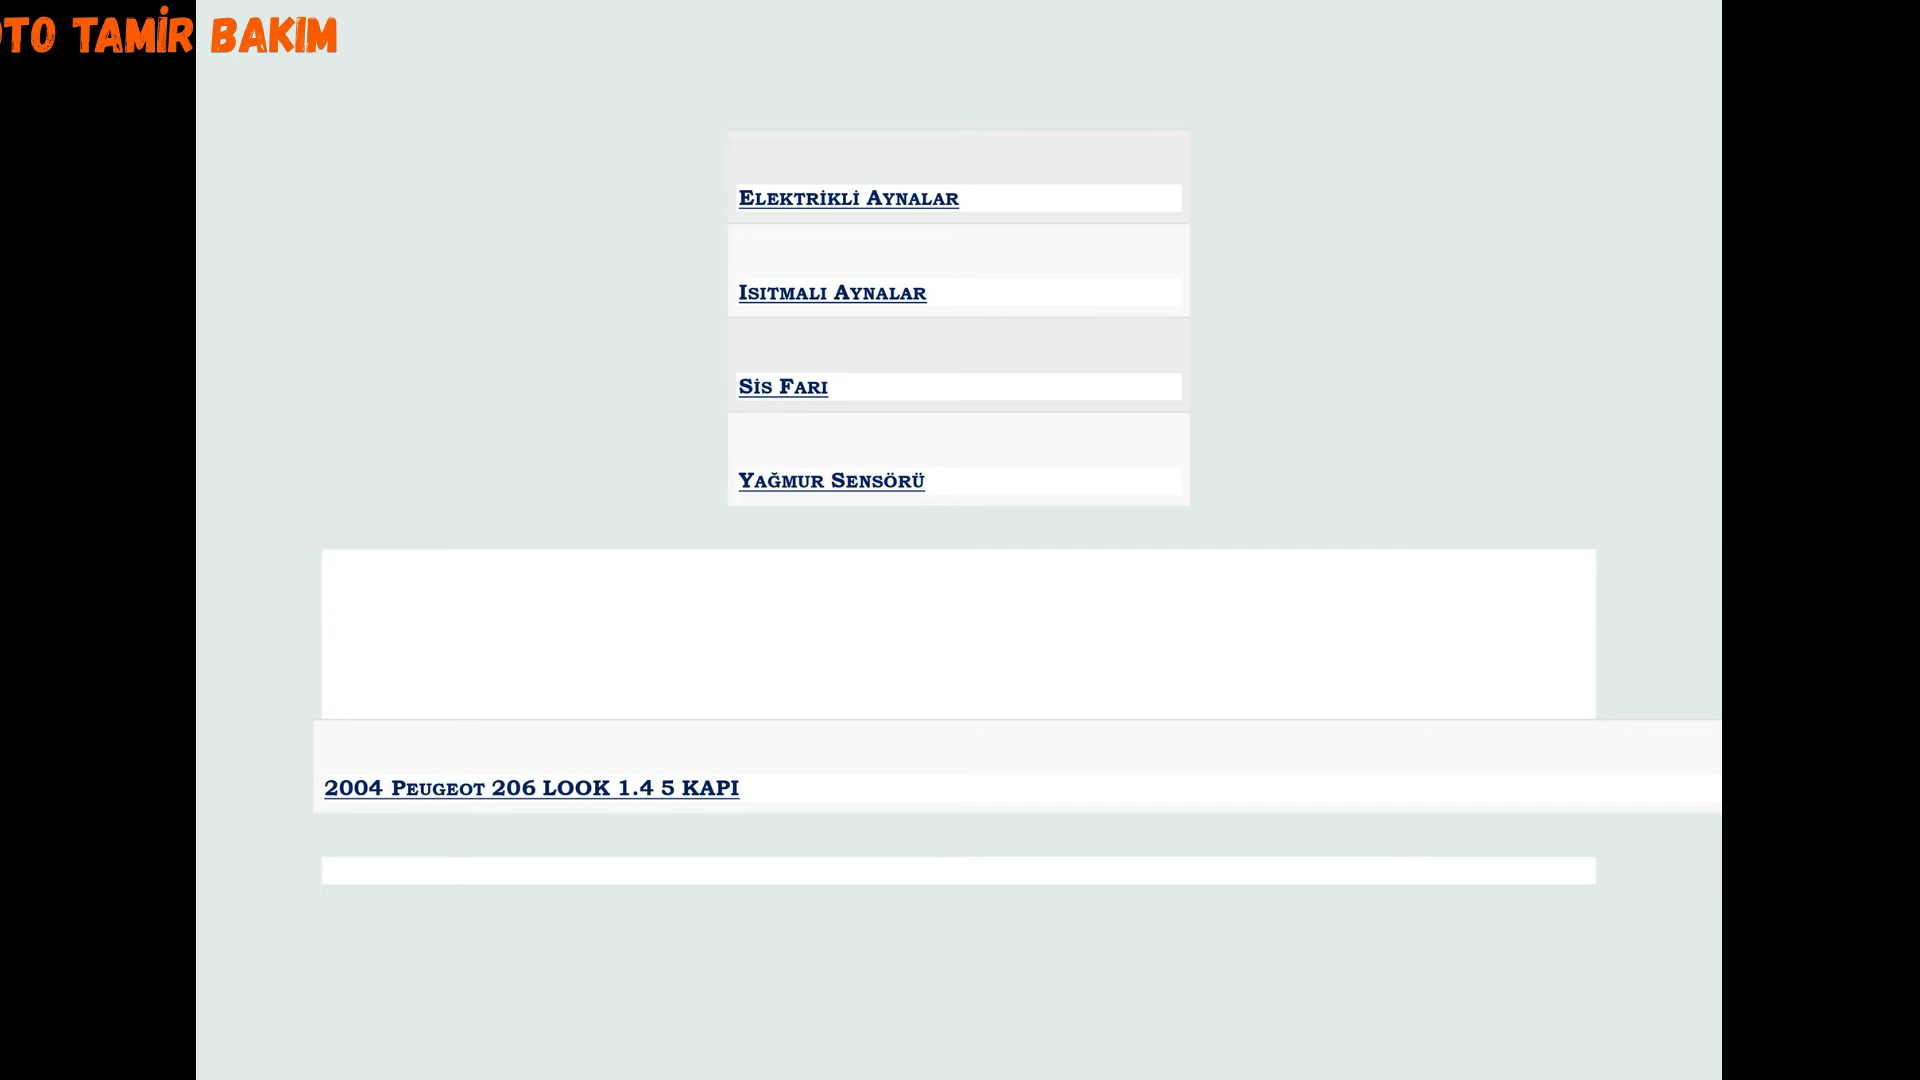 OTO TAMİR BAKIM
Elektrikli Aynalar
Isıtmalı Aynalar
Sis Farı
Yağmur Sensörü
2004 Peugeot 206 LOOK 1.4 5 KAPI